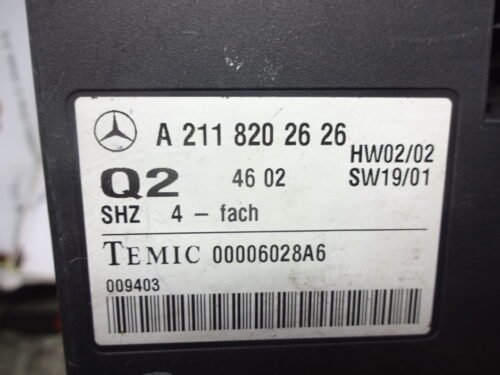 A 211 820 26 26
HW02/02
Q2 46 02 SW19/01
SHZ 4 - fach
TEMIC 00006028A6
009403